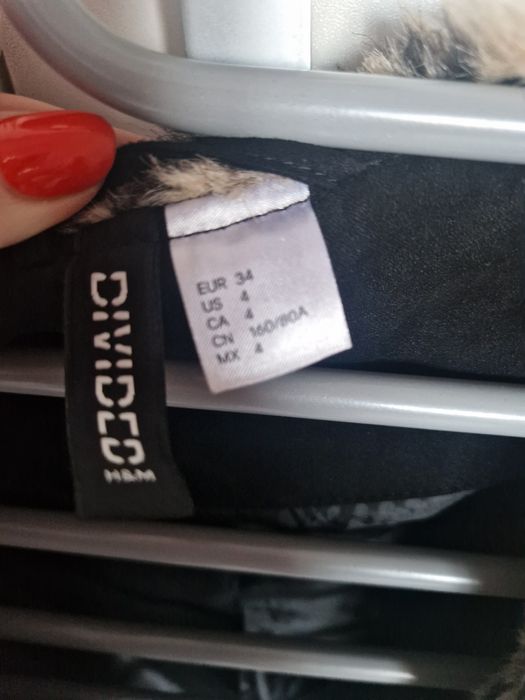 EUR 34
US 4
CA 4
CN 160/80A
MX 4
DIVIDED
H&M